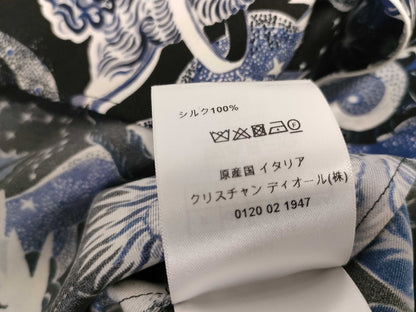 シルク100%
原産国 イタリア
クリスチャン ディオール(株)
0120 02 1947